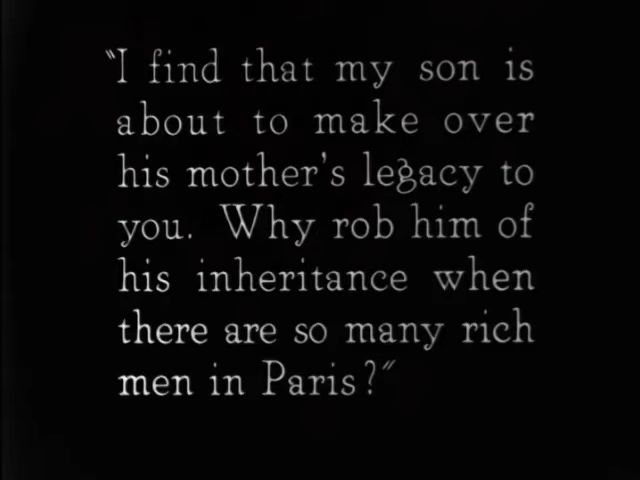 "I find that my son is
about to make over
his mother's legacy to
you. Why rob him of
his inheritance when
there are so many rich
men in Paris?"